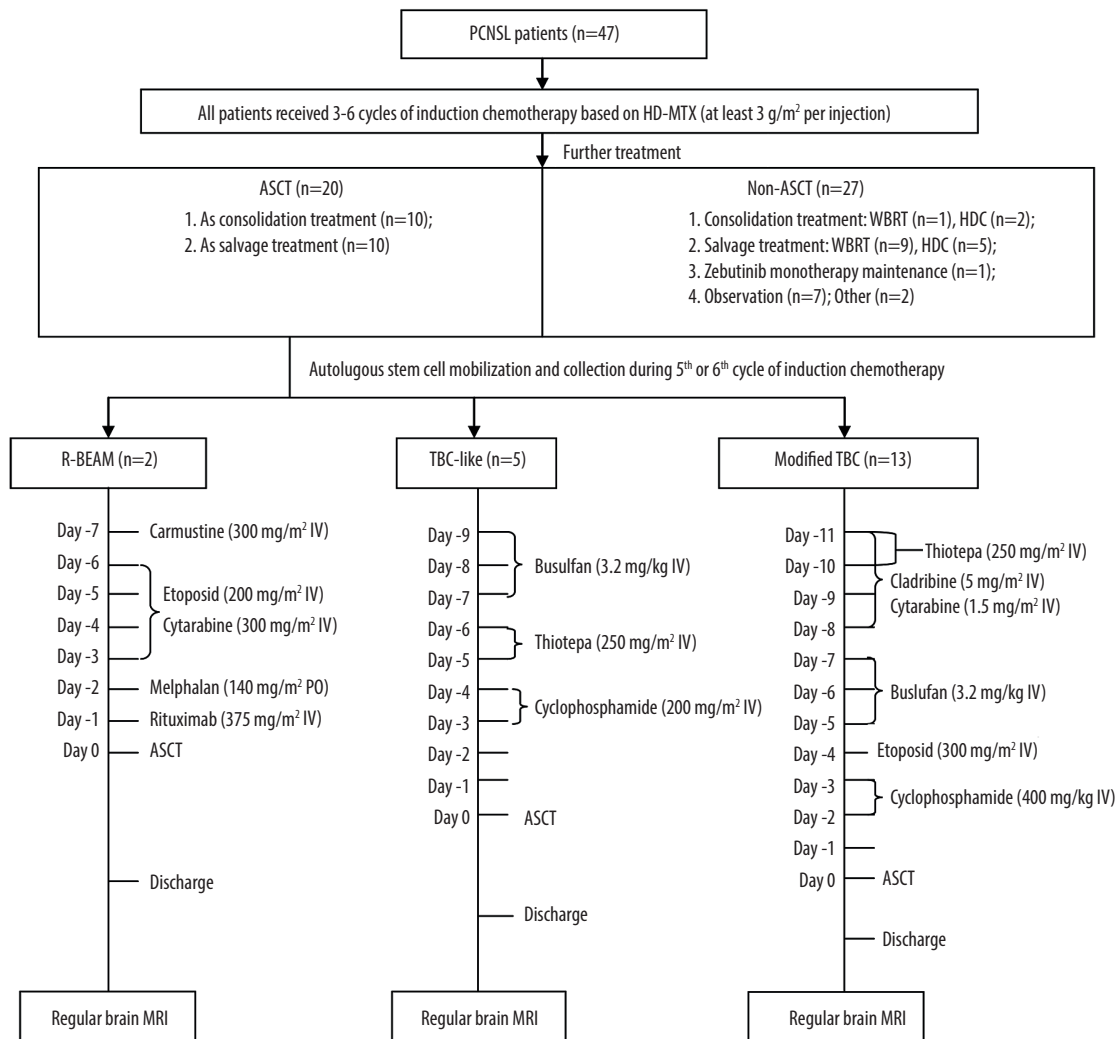 PCNSL patients (n=47)
All patients received 3-6 cycles of induction chemotherapy based on HD-MTX (at least 3 g/m² per injection)
Further treatment
ASCT (n=20)
1. As consolidation treatment (n=10);
2. As salvage treatment (n=10)
Non-ASCT (n=27)
1. Consolidation treatment: WBRT (n=1), HDC (n=2);
2. Salvage treatment: WBRT (n=9), HDC (n=5);
3. Zebutinib monotherapy maintenance (n=1);
4. Observation (n=7); Other (n=2)
Autolugous stem cell mobilization and collection during 5th or 6th cycle of induction chemotherapy
R-BEAM (n=2)
Day -7
Carmustine (300 mg/m² IV)
Day -6
Day -5
Etoposid (200 mg/m² IV)
Day -4
Cytarabine (300 mg/m² IV)
Day -3
Day -2
Melphalan (140 mg/m² PO)
Day -1
Rituximab (375 mg/m² IV)
Day 0
ASCT
Discharge
Regular brain MRI
TBC-like (n=5)
Day -9
Day -8
Busulfan (3.2 mg/kg IV)
Day -7
Day -6
Thiotepa (250 mg/m² IV)
Day -5
Day -4
Cyclophosphamide (200 mg/m² IV)
Day -3
Day -2
Day -1
Day 0
ASCT
Discharge
Regular brain MRI
Modified TBC (n=13)
Day -11
Thiotepa (250 mg/m² IV)
Day -10
Cladribine (5 mg/m² IV)
Day -9
Cytarabine (1.5 mg/m² IV)
Day -8
Day -7
Day -6
Buslufan (3.2 mg/kg IV)
Day -5
Day -4
Etoposid (300 mg/m² IV)
Day -3
Cyclophosphamide (400 mg/kg IV)
Day -2
Day -1
Day 0
ASCT
Discharge
Regular brain MRI